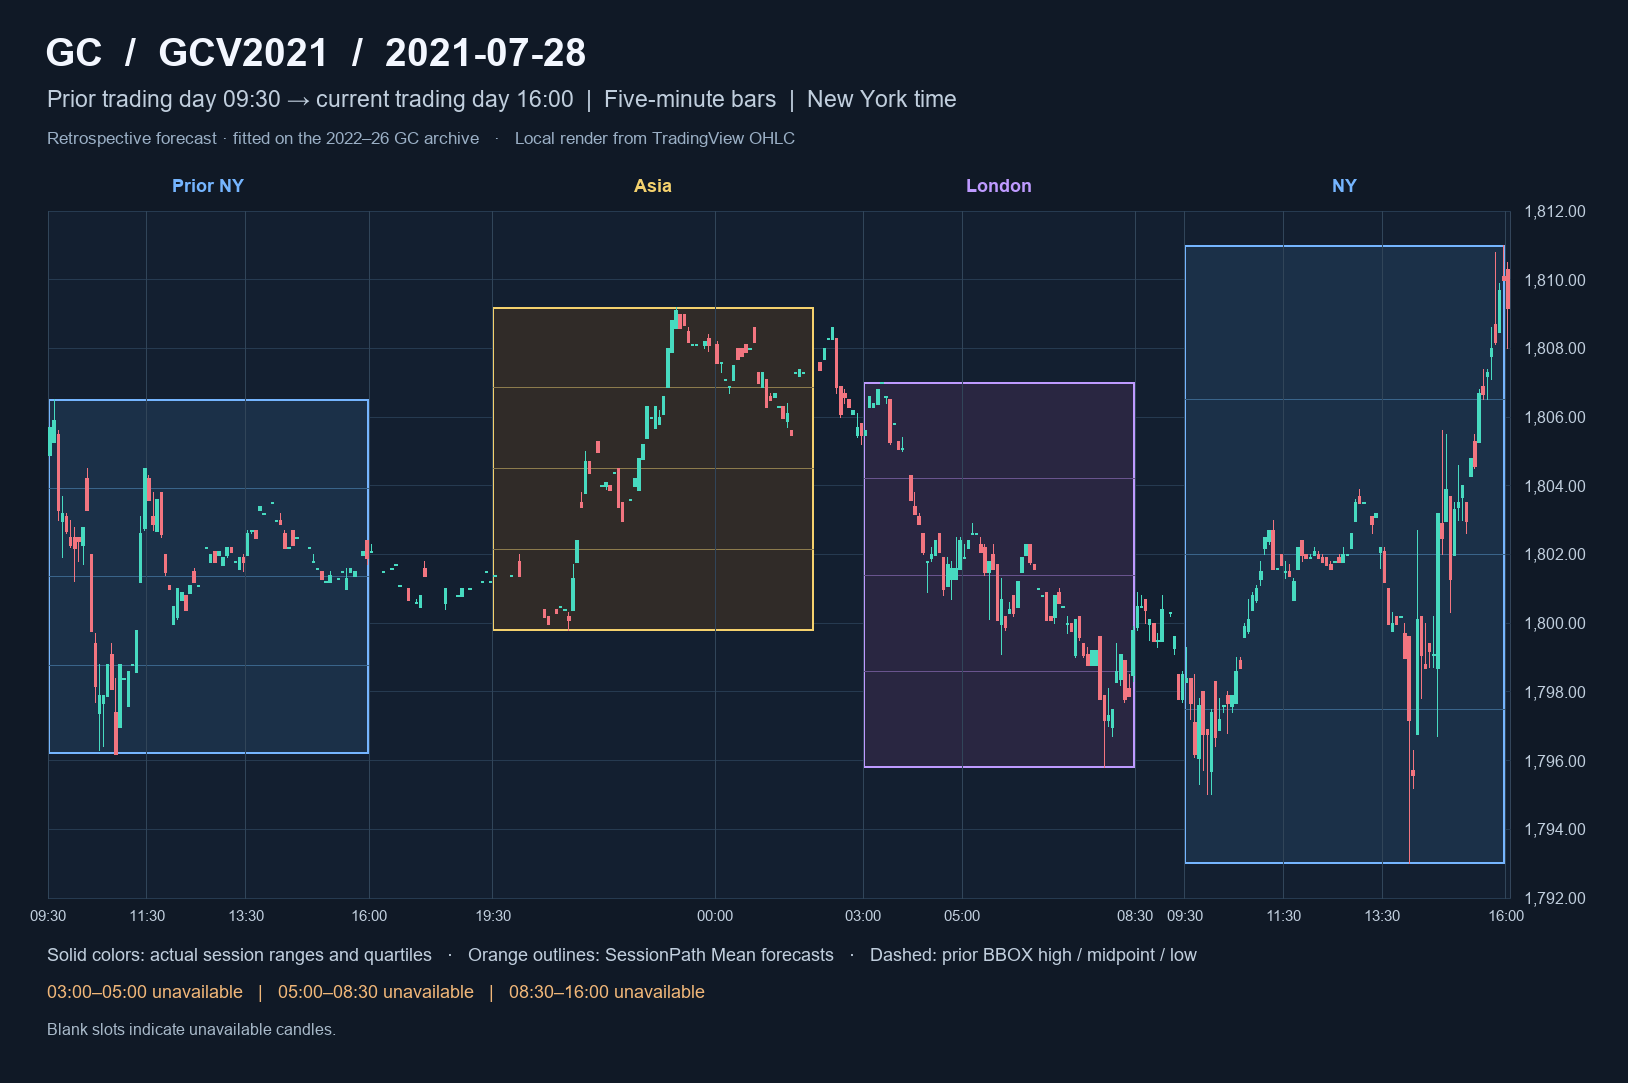 GC / GCV2021 / 2021-07-28
Prior trading day 09:30 → current trading day 16:00 | Five-minute bars | New York time
Retrospective forecast · fitted on the 2022–26 GC archive · Local render from TradingView OHLC
Prior NY Asia London NY
1,812.00
1,810.00
1,808.00
1,806.00
1,804.00
1,802.00
1,800.00
1,798.00
1,796.00
1,794.00
1,792.00
09:30 11:30 13:30 16:00 19:30 00:00 03:00 05:00 08:30 09:30 11:30 13:30 16:00
Solid colors: actual session ranges and quartiles · Orange outlines: SessionPath Mean forecasts · Dashed: prior BBOX high / midpoint / low
03:00–05:00 unavailable | 05:00–08:30 unavailable | 08:30–16:00 unavailable
Blank slots indicate unavailable candles.